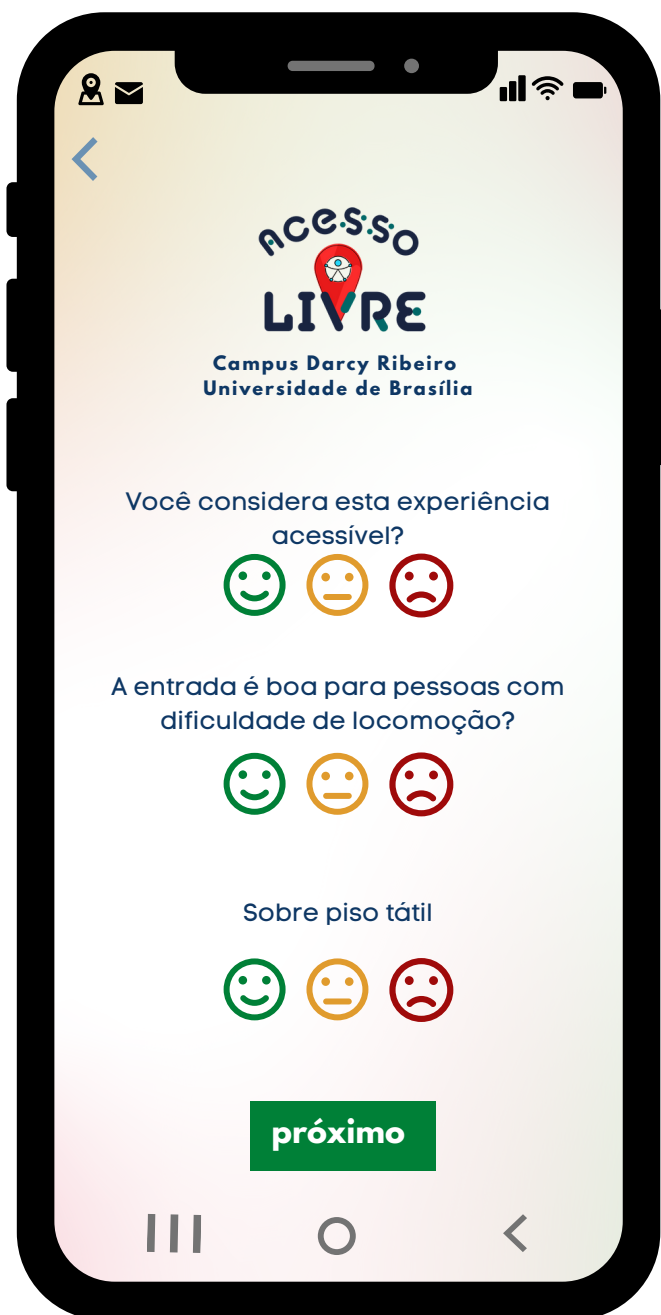 ACESSO
LIVRE
Campus Darcy Ribeiro
Universidade de Brasília
Você considera esta experiência
acessível?
A entrada é boa para pessoas com
dificuldade de locomoção?
Sobre piso tátil
próximo